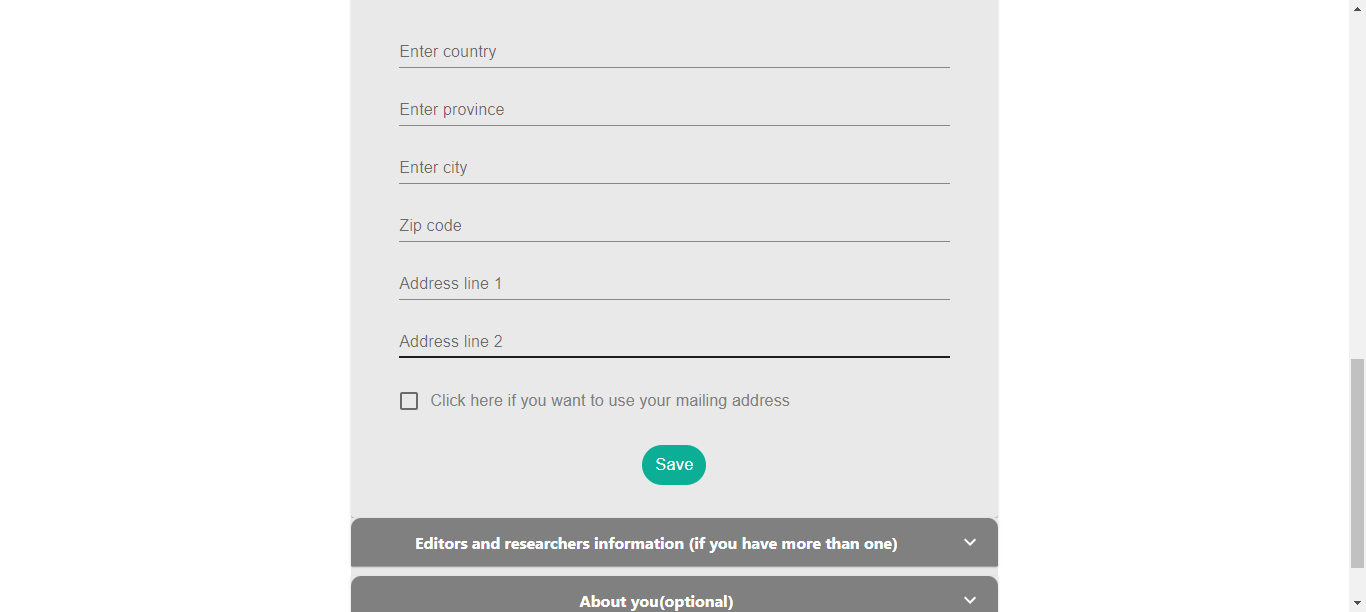 Enter country
Enter province
Enter city
Zip code
Address line 1
Address line 2
Click here if you want to use your mailing address
Save
Editors and researchers information (if you have more than one)
About you(optional)